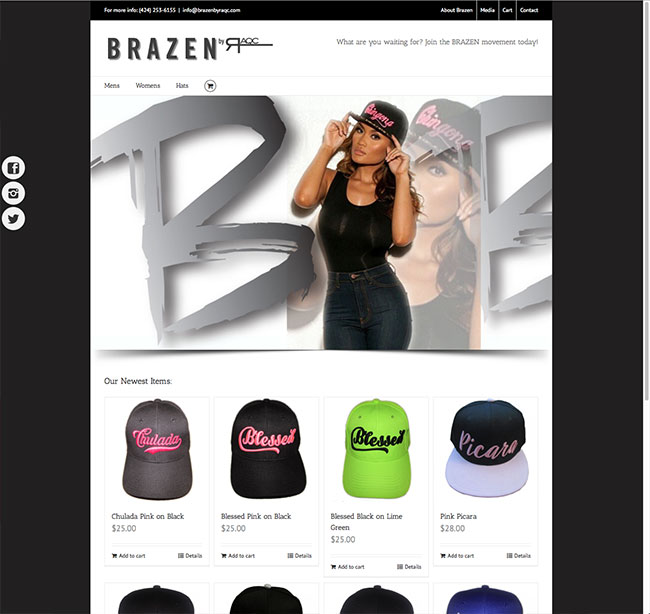 For more info: (424) 253-6155 | info@brazenbyraqc.com
About Brazen | Media | Cart | Contact
BRAZEN by RAQC
What are you waiting for? Join the BRAZEN movement today!
Mens Womens Hats
Chingona
Chingona
B B
Our Newest Items:
Chulada
Blessed
Blessed
Picara
Chulada Pink on Black
$25.00
Add to cart Details
Blessed Pink on Black
$25.00
Add to cart Details
Blessed Black on Lime
Green
$25.00
Add to cart Details
Pink Picara
$28.00
Add to cart Details